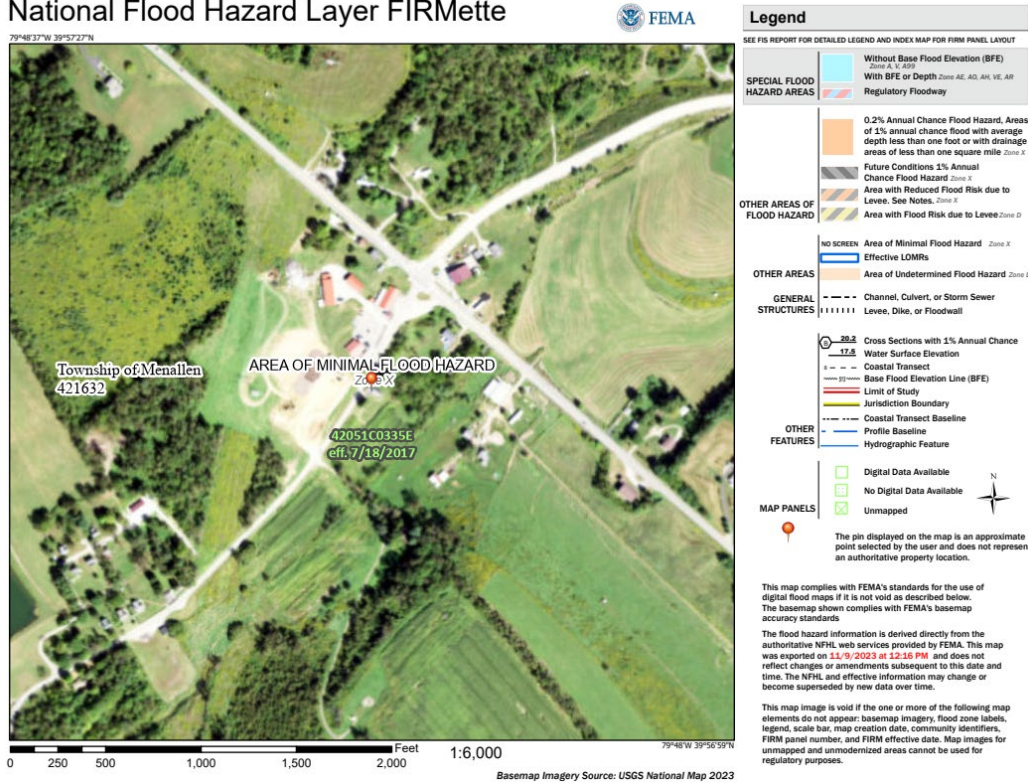 National Flood Hazard Layer FIRMette
FEMA
79°48'37"W 39°57'27"N
Township of Menallen
421632
AREA OF MINIMAL FLOOD HAZARD
Zone X
42051C0335E
eff. 7/18/2017
Feet
0 250 500 1,000 1,500 2,000
1:6,000
79°48'W 39°56'59"N
Basemap Imagery Source: USGS National Map 2023
Legend
SEE FIS REPORT FOR DETAILED LEGEND AND INDEX MAP FOR FIRM PANEL LAYOUT
SPECIAL FLOOD
HAZARD AREAS
Without Base Flood Elevation (BFE)
Zone A, V, A99
With BFE or Depth Zone AE, AO, AH, VE, AR
Regulatory Floodway
0.2% Annual Chance Flood Hazard, Areas
of 1% annual chance flood with average
depth less than one foot or with drainage
areas of less than one square mile Zone X
Future Conditions 1% Annual
Chance Flood Hazard Zone X
Area with Reduced Flood Risk due to
Levee. See Notes. Zone X
Area with Flood Risk due to Levee Zone D
OTHER AREAS OF
FLOOD HAZARD
NO SCREEN Area of Minimal Flood Hazard Zone X
Effective LOMRs
Area of Undetermined Flood Hazard Zone
OTHER AREAS
GENERAL
STRUCTURES
Channel, Culvert, or Storm Sewer
Levee, Dike, or Floodwall
B 20.2 Cross Sections with 1% Annual Chance
17.5 Water Surface Elevation
8 Coastal Transect
Base Flood Elevation Line (BFE)
Limit of Study
Jurisdiction Boundary
Coastal Transect Baseline
Profile Baseline
Hydrographic Feature
OTHER
FEATURES
Digital Data Available
No Digital Data Available
Unmapped
MAP PANELS
N
The pin displayed on the map is an approximate
point selected by the user and does not represen
an authoritative property location.
This map complies with FEMA's standards for the use of
digital flood maps if it is not void as described below.
The basemap shown complies with FEMA's basemap
accuracy standards
The flood hazard information is derived directly from the
authoritative NFHL web services provided by FEMA. This map
was exported on 11/9/2023 at 12:16 PM and does not
reflect changes or amendments subsequent to this date and
time. The NFHL and effective information may change or
become superseded by new data over time.
This map image is void if the one or more of the following map
elements do not appear: basemap imagery, flood zone labels,
legend, scale bar, map creation date, community identifiers,
FIRM panel number, and FIRM effective date. Map images for
unmapped and unmodernized areas cannot be used for
regulatory purposes.